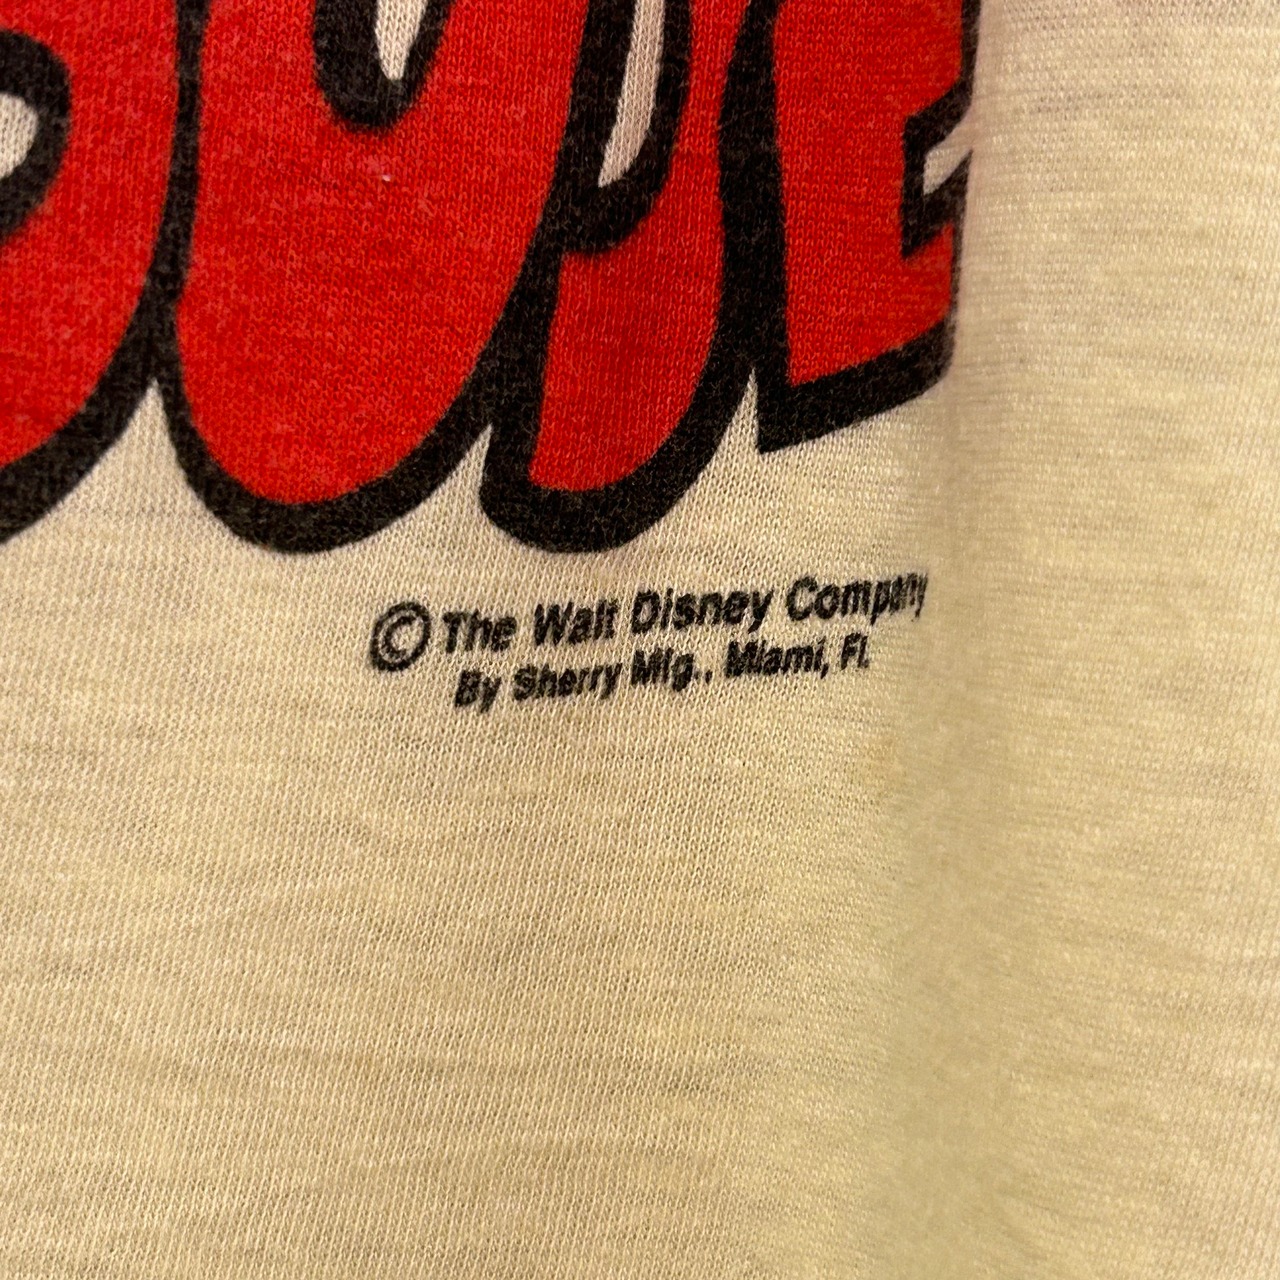 © The Walt Disney Company
By Sherry Mfg., Miami, Fl.